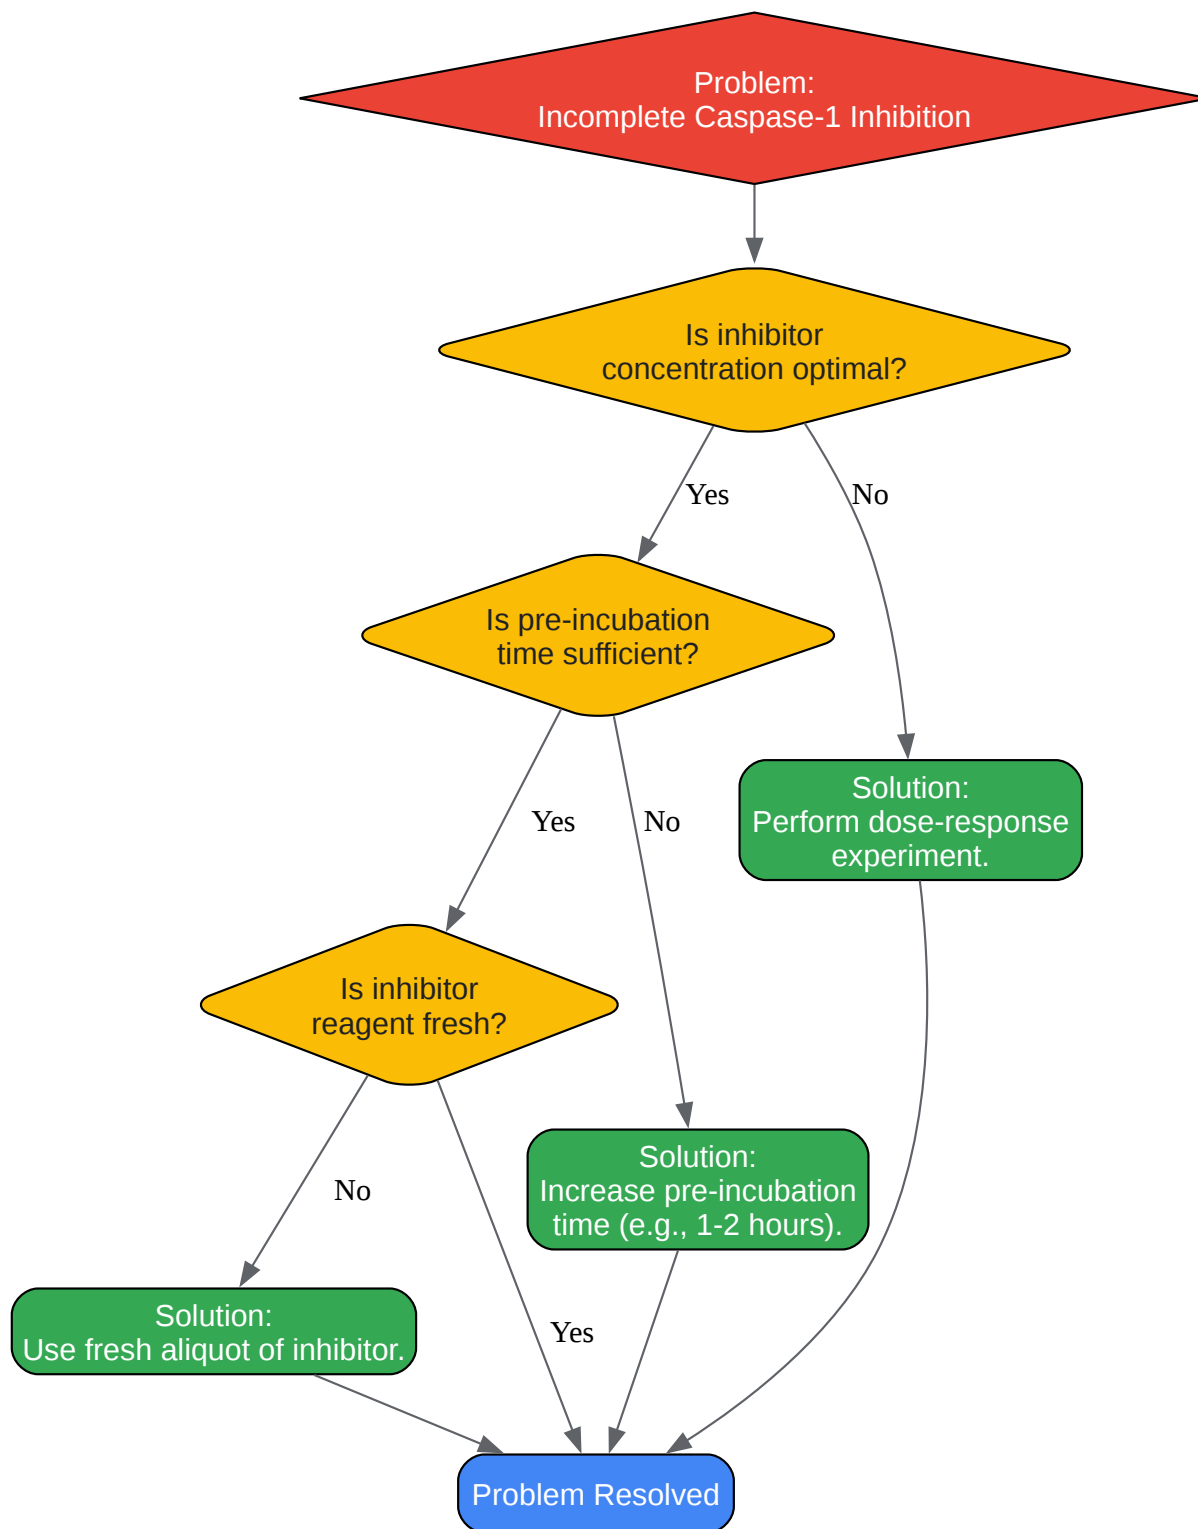 Problem:
Incomplete Caspase-1 Inhibition
Is inhibitor
concentration optimal?
Yes
No
Is pre-incubation
time sufficient?
Solution:
Perform dose-response
experiment.
Yes
No
Is inhibitor
reagent fresh?
Solution:
Increase pre-incubation
time (e.g., 1-2 hours).
No
Solution:
Use fresh aliquot of inhibitor.
Yes
Problem Resolved